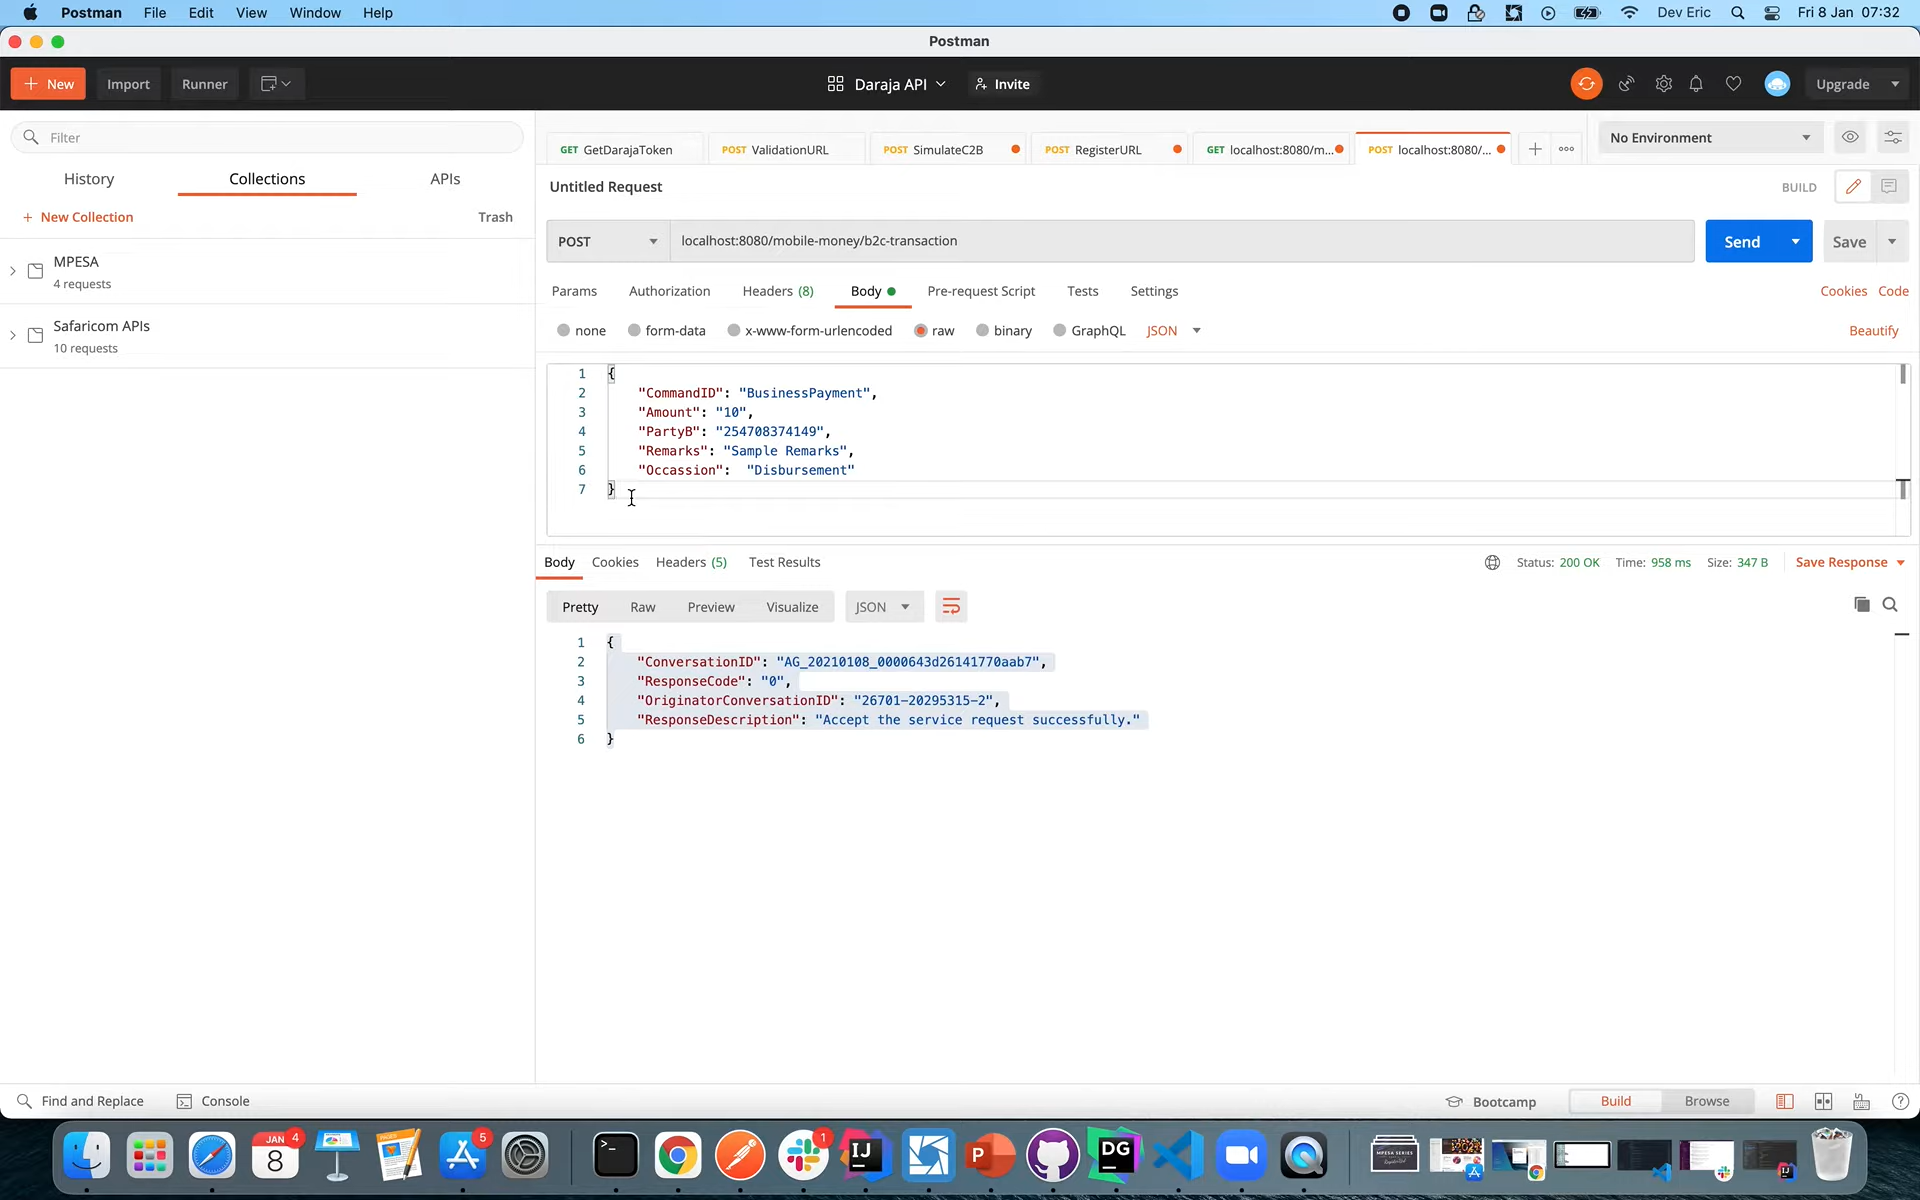 Postman File Edit View Window Help Dev Eric Fri 8 Jan 07:32
Postman
+ New Import Runner Daraja API Invite Upgrade
Filter
GET GetDarajaToken POST ValidationURL POST SimulateC2B POST RegisterURL GET localhost:8080/m... POST localhost:8080/... No Environment
History Collections APIs
Untitled Request BUILD
+ New Collection Trash
POST localhost:8080/mobile-money/b2c-transaction Send Save
MPESA
4 requests
Params Authorization Headers (8) Body Pre-request Script Tests Settings Cookies Code
Safaricom APIs
10 requests
none form-data x-www-form-urlencoded raw binary GraphQL JSON Beautify
1 {
2 "CommandID": "BusinessPayment",
3 "Amount": "10",
4 "PartyB": "254708374149",
5 "Remarks": "Sample Remarks",
6 "Occassion":  "Disbursement"
7 }
Body Cookies Headers (5) Test Results Status: 200 OK Time: 958 ms Size: 347 B Save Response
Pretty Raw Preview Visualize JSON
1 {
2 "ConversationID": "AG_20210108_0000643d26141770aab7",
3 "ResponseCode": "0",
4 "OriginatorConversationID": "26701-20295315-2",
5 "ResponseDescription": "Accept the service request successfully."
6 }
Find and Replace Console Bootcamp Build Browse
JAN 4
8
5
1
IJ
P
DG